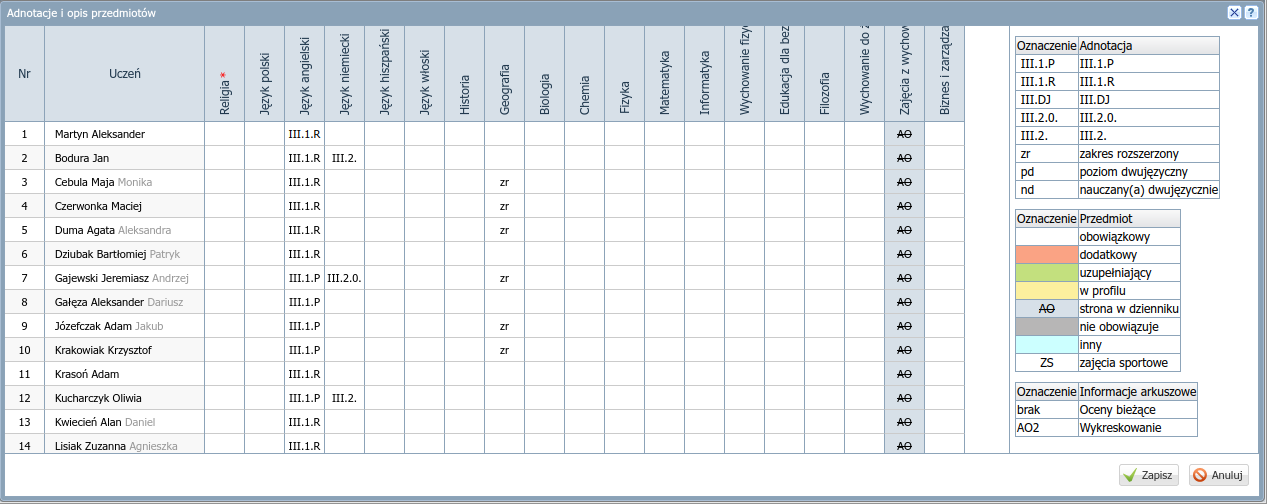 Adnotacje i opis przedmiotów
Nr Uczeń Religia * Język polski Język angielski Język niemiecki Język hiszpański Język włoski Historia Geografia Biologia Chemia Fizyka Matematyka Informatyka Wychowanie fizyc Edukacja dla bez Filozofia Wychowanie do ż Zajęcia z wychow Biznes i zarządza
1 Martyn Aleksander III.1.R AO
2 Bodura Jan III.1.R III.2. AO
3 Cebula Maja Monika III.1.R zr AO
4 Czerwonka Maciej III.1.R zr AO
5 Duma Agata Aleksandra III.1.R zr AO
6 Dziubak Bartłomiej Patryk III.1.R AO
7 Gajewski Jeremiasz Andrzej III.1.P III.2.0. zr AO
8 Gałęza Aleksander Dariusz III.1.P AO
9 Józefczak Adam Jakub III.1.P zr AO
10 Krakowiak Krzysztof III.1.P zr AO
11 Krasoń Adam III.1.R AO
12 Kucharczyk Oliwia III.1.P III.2. AO
13 Kwiecień Alan Daniel III.1.R AO
14 Lisiak Zuzanna Agnieszka III.1.R AO
Oznaczenie Adnotacja
III.1.P III.1.P
III.1.R III.1.R
III.DJ III.DJ
III.2.0. III.2.0.
III.2. III.2.
zr zakres rozszerzony
pd poziom dwujęzyczny
nd nauczany(a) dwujęzycznie
Oznaczenie Przedmiot
obowiązkowy
dodatkowy
uzupełniający
w profilu
AO strona w dzienniku
nie obowiązuje
inny
ZS zajęcia sportowe
Oznaczenie Informacje arkuszowe
brak Oceny bieżące
AO2 Wykreskowanie
Zapisz Anuluj